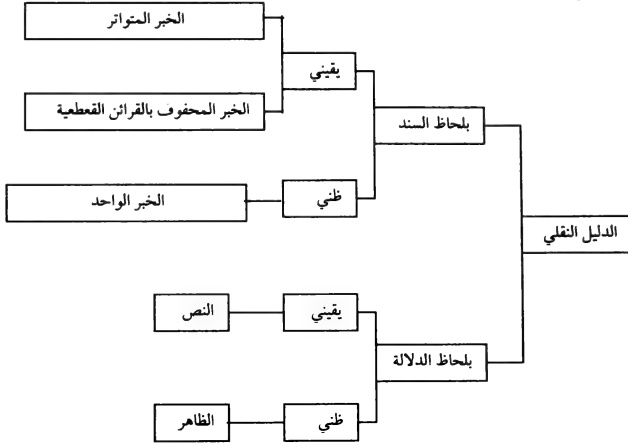 الخبر المتواتر
يقيني
الخبر المحفوف بالقرائن القعطعية
بلحاظ السند
ظني
الخبر الواحد
الدليل النقلي
يقيني
النص
بلحاظ الدلالة
ظني
الظاهر